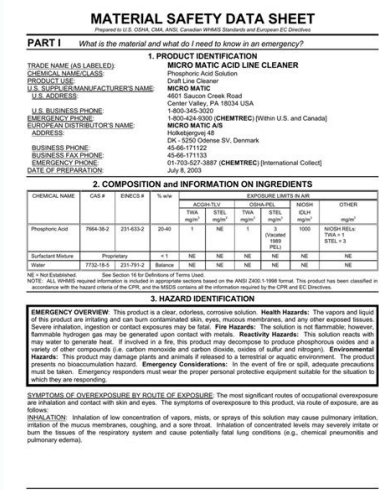 MATERIAL SAFETY DATA SHEET
Prepared to U.S. OSHA, CMA, ANSI, Canadian WHMIS Standards and European EC Directives
PART I What is the material and what do I need to know in an emergency?
1. PRODUCT IDENTIFICATION
TRADE NAME (AS LABELED): MICRO MATIC ACID LINE CLEANER
CHEMICAL NAME/CLASS: Phosphoric Acid Solution
PRODUCT USE: Draft Line Cleaner
U.S. SUPPLIER/MANUFACTURER'S NAME: MICRO MATIC
U.S. ADDRESS: 4601 Saucon Creek Road
Center Valley, PA 18034 USA
U.S. BUSINESS PHONE: 1-800-345-3020
EMERGENCY PHONE: 1-800-424-9300 (CHEMTREC) [Within U.S. and Canada]
EUROPEAN DISTRIBUTOR'S NAME: MICRO MATIC A/S
ADDRESS: Holkebjergvej 48
DK - 5250 Odense SV, Denmark
BUSINESS PHONE: 45-66-171122
BUSINESS FAX PHONE: 45-66-171133
EMERGENCY PHONE: 01-703-527-3887 (CHEMTREC) [International Collect]
DATE OF PREPARATION: July 8, 2003
2. COMPOSITION and INFORMATION ON INGREDIENTS
CHEMICAL NAME CAS # EINECS # % w/w EXPOSURE LIMITS IN AIR
ACGIH-TLV OSHA-PEL NIOSH OTHER
TWA STEL TWA STEL IDLH
mg/m³ mg/m³ mg/m³ mg/m³ mg/m³ mg/m³
Phosphoric Acid 7664-38-2 231-633-2 20-40 1 NE 1 3 1000 NIOSH RELs:
(Vacated TWA = 1
1989 STEL = 3
PEL)
Surfactant Mixture Proprietary < 1 NE NE NE NE NE NE
Water 7732-18-5 231-791-2 Balance NE NE NE NE NE NE
NE = Not Established. See Section 16 for Definitions of Terms Used.
NOTE: ALL WHMIS required information is included in appropriate sections based on the ANSI Z400.1-1998 format. This product has been classified in
accordance with the hazard criteria of the CPR, and the MSDS contains all the information required by the CPR and EC Directives.
3. HAZARD IDENTIFICATION
EMERGENCY OVERVIEW: This product is a clear, odorless, corrosive solution. Health Hazards: The vapors and liquid
of this product are irritating and can burn contaminated skin, eyes, mucous membranes, and any other exposed tissues.
Severe inhalation, ingestion or contact exposures may be fatal. Fire Hazards: The solution is not flammable; however,
flammable hydrogen gas may be generated upon contact with metals. Reactivity Hazards: This solution reacts with
may water to generate heat. If involved in a fire, this product may decompose to produce phosphorous oxides and a
variety of other compounds (i.e. carbon monoxide and carbon dioxide, oxides of sulfur and nitrogen). Environmental
Hazards: This product may damage plants and animals if released to a terrestrial or aquatic environment. The product
presents no bioaccumulation hazard. Emergency Considerations: In the event of fire or spill, adequate precautions
must be taken. Emergency responders must wear the proper personal protective equipment suitable for the situation to
which they are responding.
SYMPTOMS OF OVEREXPOSURE BY ROUTE OF EXPOSURE: The most significant routes of occupational overexposure
are inhalation and contact with skin and eyes. The symptoms of overexposure to this product, via route of exposure, are as
follows:
INHALATION: Inhalation of low concentration of vapors, mists, or sprays of this solution may cause pulmonary irritation,
irritation of the mucus membranes, coughing, and a sore throat. Inhalation of concentrated levels may severely irritate or
burn the tissues of the respiratory system and cause potentially fatal lung conditions (e.g., chemical pneumonitis and
pulmonary edema).